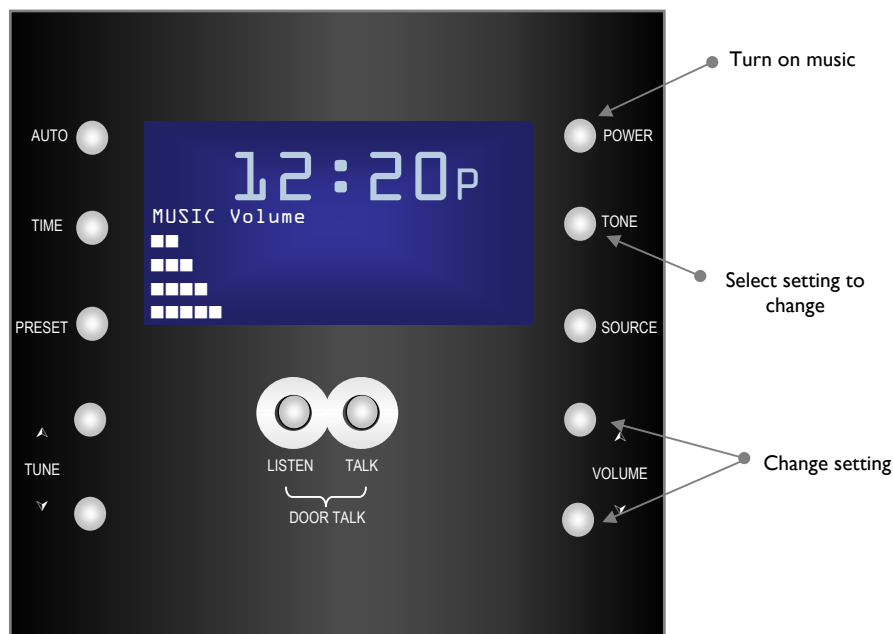 Turn on music
AUTO
POWER
12:20P
MUSIC Volume
TIME
TONE
Select setting to
change
PRESET
SOURCE
LISTEN TALK
TUNE
VOLUME
Change setting
DOOR TALK